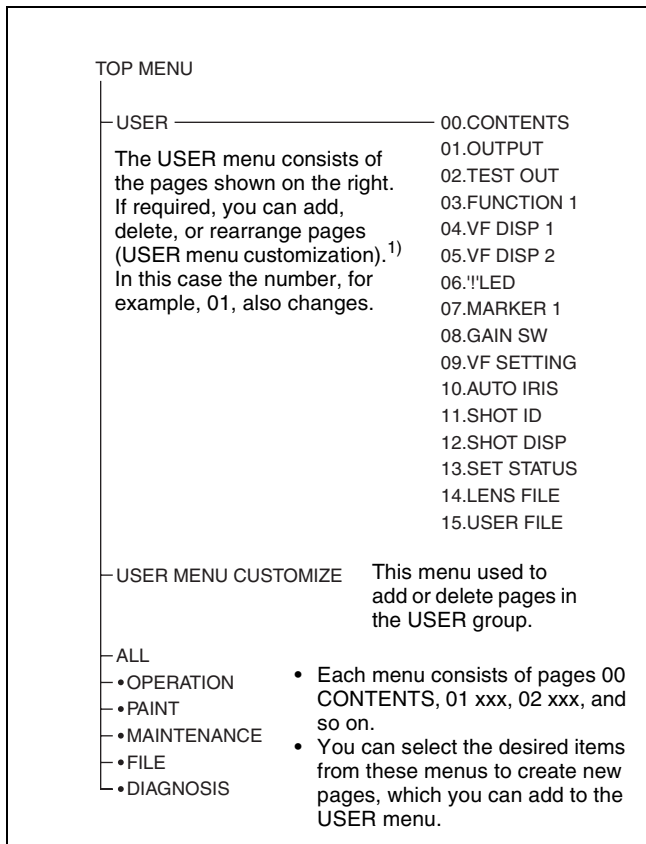 TOP MENU
USER
The USER menu consists of
the pages shown on the right.
If required, you can add,
delete, or rearrange pages
(USER menu customization).1)
In this case the number, for
example, 01, also changes.
00.CONTENTS
01.OUTPUT
02.TEST OUT
03.FUNCTION 1
04.VF DISP 1
05.VF DISP 2
06.'!'LED
07.MARKER 1
08.GAIN SW
09.VF SETTING
10.AUTO IRIS
11.SHOT ID
12.SHOT DISP
13.SET STATUS
14.LENS FILE
15.USER FILE
USER MENU CUSTOMIZE
This menu used to
add or delete pages in
the USER group.
ALL
•OPERATION
•PAINT
•MAINTENANCE
•FILE
•DIAGNOSIS
• Each menu consists of pages 00
CONTENTS, 01 xxx, 02 xxx, and
so on.
• You can select the desired items
from these menus to create new
pages, which you can add to the
USER menu.